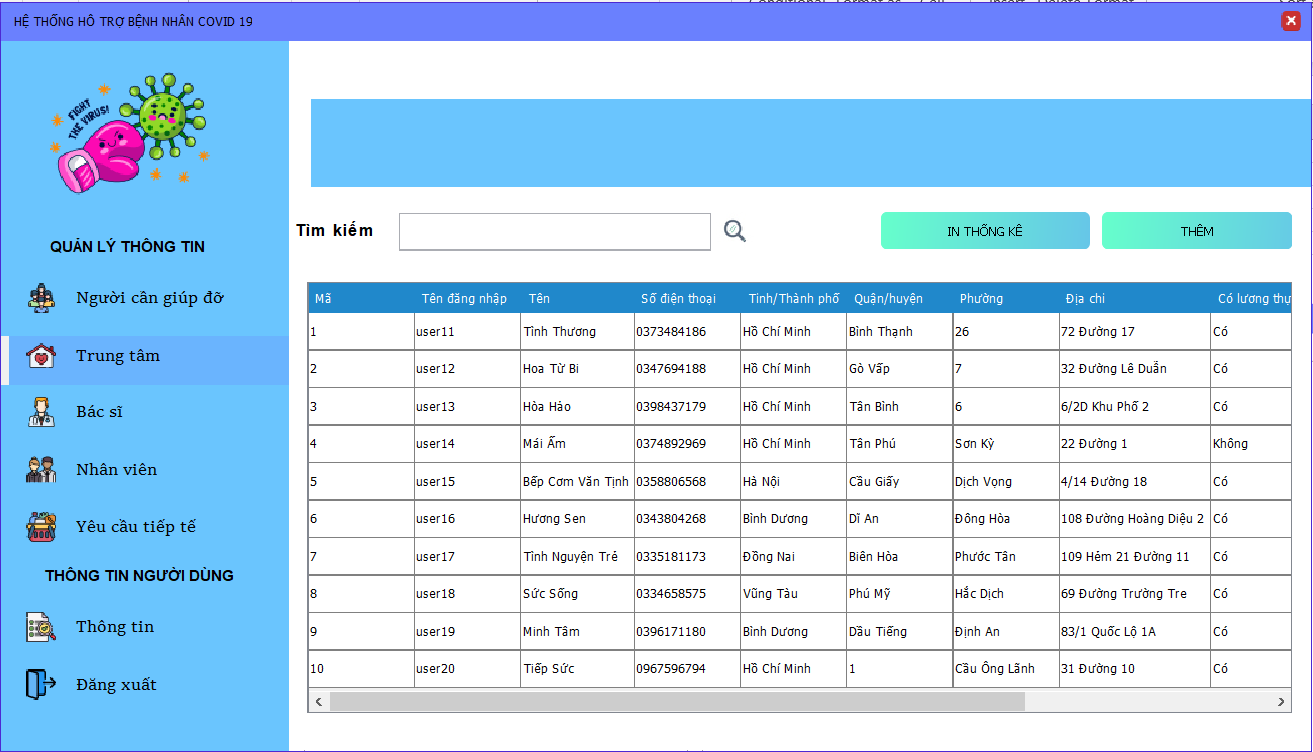 HỆ THỐNG HỖ TRỢ BỆNH NHÂN COVID 19
FIGHT
THE VIRUS!
QUẢN LÝ THÔNG TIN
Người cần giúp đỡ
Trung tâm
Bác sĩ
Nhân viên
Yêu cầu tiếp tế
THÔNG TIN NGƯỜI DÙNG
Thông tin
Đăng xuất
Tìm kiếm
IN THỐNG KÊ
THÊM
Mã Tên đăng nhập Tên Số điện thoại Tỉnh/Thành phố Quận/huyện Phường Địa chỉ Có lương thự
1 user11 Tình Thương 0373484186 Hồ Chí Minh Bình Thạnh 26 72 Đường 17 Có
2 user12 Hoa Từ Bi 0347694188 Hồ Chí Minh Gò Vấp 7 32 Đường Lê Duẫn Có
3 user13 Hòa Hảo 0398437179 Hồ Chí Minh Tân Bình 6 6/2D Khu Phố 2 Có
4 user14 Mái Ấm 0374892969 Hồ Chí Minh Tân Phú Sơn Kỳ 22 Đường 1 Không
5 user15 Bếp Cơm Văn Tịnh 0358806568 Hà Nội Cầu Giấy Dịch Vọng 4/14 Đường 18 Có
6 user16 Hương Sen 0343804268 Bình Dương Dĩ An Đông Hòa 108 Đường Hoàng Diệu 2 Có
7 user17 Tình Nguyện Trẻ 0335181173 Đồng Nai Biên Hòa Phước Tân 109 Hẻm 21 Đường 11 Có
8 user18 Sức Sống 0334658575 Vũng Tàu Phú Mỹ Hắc Dịch 69 Đường Trường Tre Có
9 user19 Minh Tâm 0396171180 Bình Dương Dầu Tiếng Định An 83/1 Quốc Lộ 1A Có
10 user20 Tiếp Sức 0967596794 Hồ Chí Minh 1 Cầu Ông Lãnh 31 Đường 10 Có